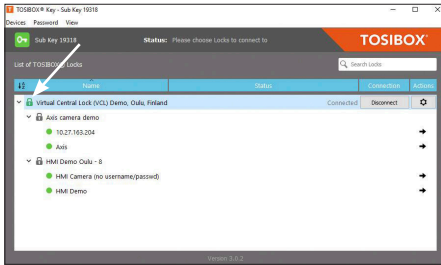 TOSIBOX® Key - Sub Key 19318
Devices Password View
Sub Key 19318 Status: Please choose Locks to connect to TOSIBOX®
List of TOSIBOX® Locks Search Locks
Name Status Connection Actions
Virtual Central Lock (VCL) Demo, Oulu, Finland Connected Disconnect
Axis camera demo
10.27.163.204
Axis
HMI Demo Oulu - 8
HMI Camera (no username/passwd)
HMI Demo
Version 3.0.2